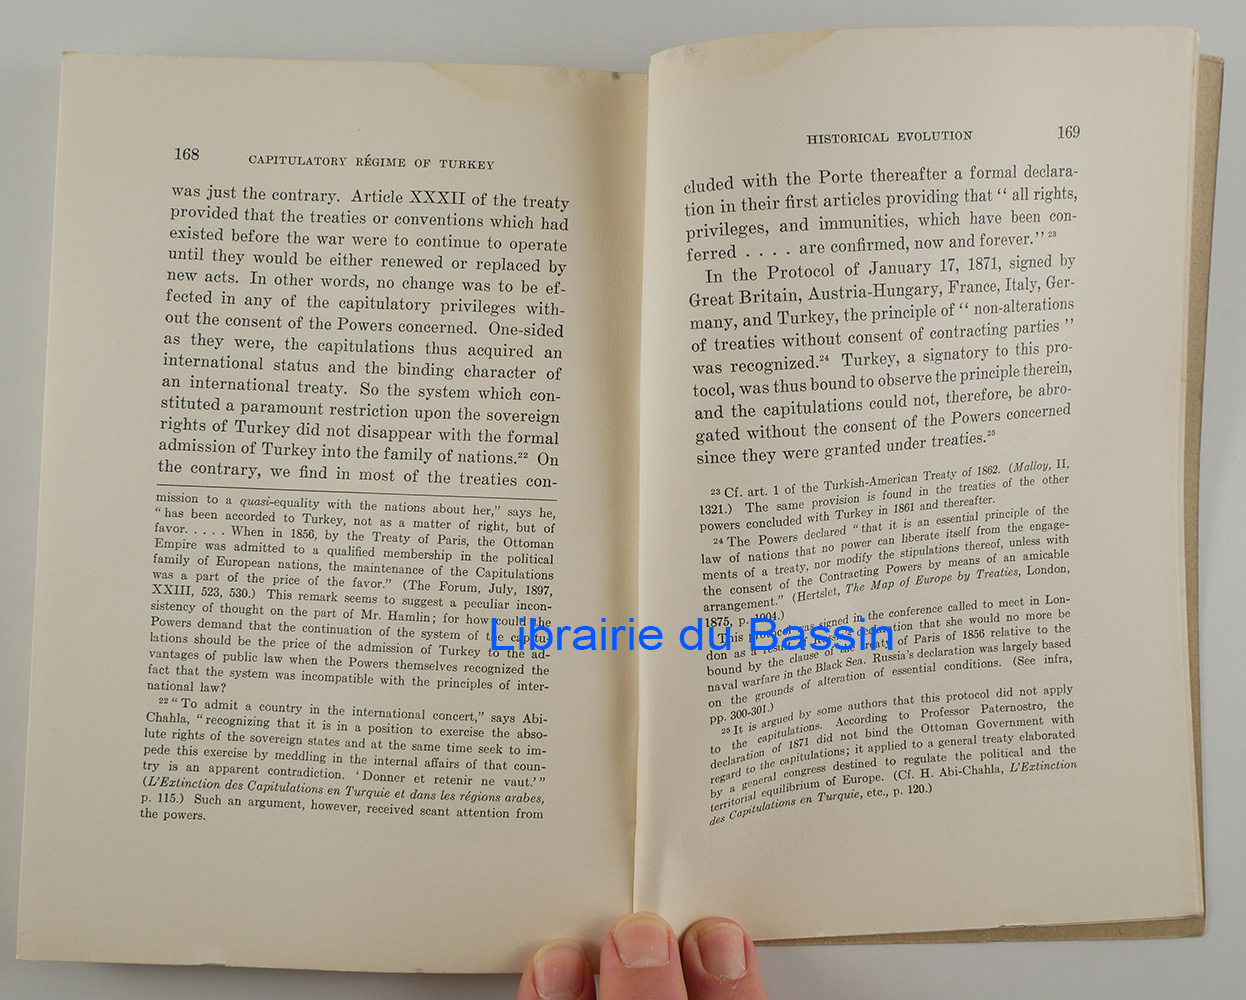 168 CAPITULATORY RÉGIME OF TURKEY
was just the contrary. Article XXXII of the treaty
provided that the treaties or conventions which had
existed before the war were to continue to operate
until they would be either renewed or replaced by
new acts. In other words, no change was to be ef-
fected in any of the capitulatory privileges with-
out the consent of the Powers concerned. One-sided
as they were, the capitulations thus acquired an
international status and the binding character of
an international treaty. So the system which con-
stituted a paramount restriction upon the sovereign
rights of Turkey did not disappear with the formal
admission of Turkey into the family of nations.22 On
the contrary, we find in most of the treaties con-
mission to a quasi-equality with the nations about her," says he,
"has been accorded to Turkey, not as a matter of right, but of
favor. . . . . When in 1856, by the Treaty of Paris, the Ottoman
Empire was admitted to a qualified membership in the political
family of European nations, the maintenance of the Capitulations
was a part of the price of the favor." (The Forum, July, 1897,
XXIII, 523, 530.) This remark seems to suggest a peculiar incon-
sistency of thought on the part of Mr. Hamlin; for how could the
Powers demand that the continuation of the system of the capitu-
lations should be the price of the admission of Turkey to the ad-
vantages of public law when the Powers themselves recognized the
fact that the system was incompatible with the principles of inter-
national law?
22 "To admit a country in the international concert," says Abi-
Chahla, "recognizing that it is in a position to exercise the abso-
lute rights of the sovereign states and at the same time seek to im-
pede this exercise by meddling in the internal affairs of that coun-
try is an apparent contradiction. 'Donner et retenir ne vaut.'"
(L'Extinction des Capitulations en Turquie et dans les régions arabes,
p. 115.) Such an argument, however, received scant attention from
the powers.
HISTORICAL EVOLUTION 169
cluded with the Porte thereafter a formal declara-
tion in their first articles providing that "all rights,
privileges, and immunities, which have been con-
ferred . . . . are confirmed, now and forever." 23
In the Protocol of January 17, 1871, signed by
Great Britain, Austria-Hungary, France, Italy, Ger-
many, and Turkey, the principle of "non-alterations
of treaties without consent of contracting parties"
was recognized.24 Turkey, a signatory to this pro-
tocol, was thus bound to observe the principle therein,
and the capitulations could not, therefore, be abro-
gated without the consent of the Powers concerned
since they were granted under treaties.25
23 Cf. art. 1 of the Turkish-American Treaty of 1862. (Malloy, II,
1321.) The same provision is found in the treaties of the other
powers concluded with Turkey in 1861 and thereafter.
24 The Powers declared "that it is an essential principle of the
law of nations that no power can liberate itself from the engage-
ments of a treaty, nor modify the stipulations thereof, unless with
the consent of the Contracting Powers by means of an amicable
arrangement." (Hertslet, The Map of Europe by Treaties, London,
1875, p. 1904.)
This protocol was signed in the conference called to meet in Lon-
don as a result of Russia's declaration that she would no more be
bound by the clause of the Treaty of Paris of 1856 relative to the
naval warfare in the Black Sea. Russia's declaration was largely based
on the grounds of alteration of essential conditions. (See infra,
pp. 300-301.)
25 It is argued by some authors that this protocol did not apply
to the capitulations. According to Professor Paternostro, the
declaration of 1871 did not bind the Ottoman Government with
regard to the capitulations; it applied to a general treaty elaborated
by a general congress destined to regulate the political and the
territorial equilibrium of Europe. (Cf. H. Abi-Chahla, L'Extinction
des Capitulations en Turquie, etc., p. 120.)
Librairie du Bassin